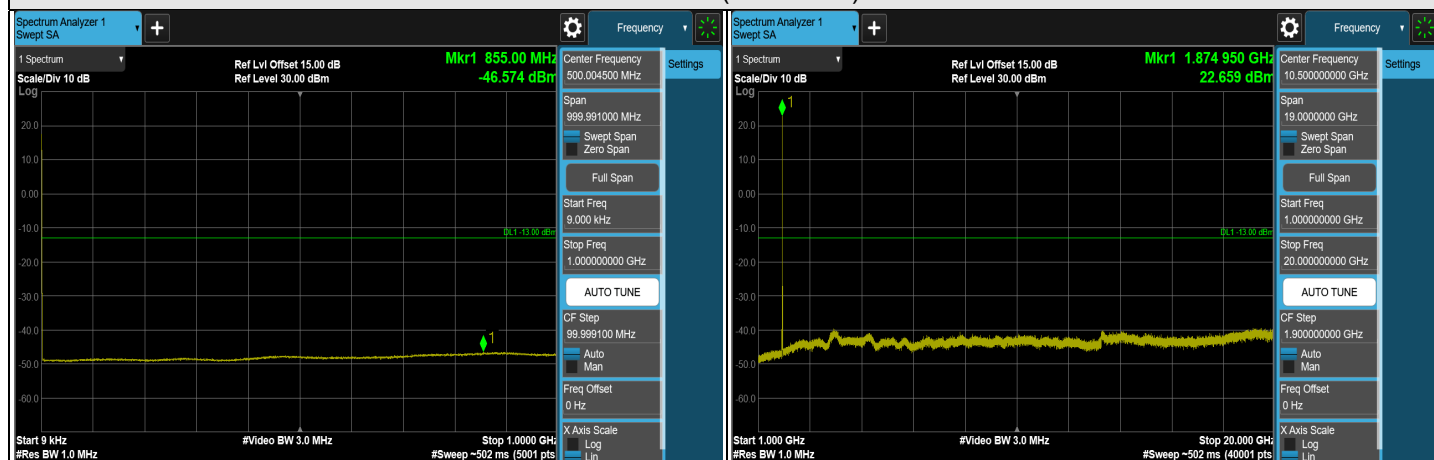 Spectrum Analyzer 1
Swept SA
+
Frequency
1 Spectrum
Scale/Div 10 dB
Log
Ref Lvl Offset 15.00 dB
Ref Level 30.00 dBm
Mkr1 855.00 MHz
-46.574 dBm
20.0
10.0
0.00
-10.0
-20.0
-30.0
-40.0
-50.0
-60.0
DL1 -13.00 dBm
1
Start 9 kHz
#Res BW 1.0 MHz
#Video BW 3.0 MHz
Stop 1.0000 GHz
#Sweep ~502 ms (5001 pts
Center Frequency
500.004500 MHz
Span
999.991000 MHz
Swept Span
Zero Span
Full Span
Start Freq
9.000 kHz
Stop Freq
1.000000000 GHz
AUTO TUNE
CF Step
99.999100 MHz
Auto
Man
Freq Offset
0 Hz
X Axis Scale
Log
Lin
Settings
Spectrum Analyzer 1
Swept SA
+
Frequency
1 Spectrum
Scale/Div 10 dB
Log
Ref Lvl Offset 15.00 dB
Ref Level 30.00 dBm
Mkr1 1.874 950 GHz
22.659 dBm
20.0
10.0
0.00
-10.0
-20.0
-30.0
-40.0
-50.0
-60.0
DL1 -13.00 dBm
1
Start 1.000 GHz
#Res BW 1.0 MHz
#Video BW 3.0 MHz
Stop 20.000 GHz
#Sweep ~502 ms (40001 pts
Center Frequency
10.500000000 GHz
Span
19.0000000 GHz
Swept Span
Zero Span
Full Span
Start Freq
1.000000000 GHz
Stop Freq
20.000000000 GHz
AUTO TUNE
CF Step
1.900000000 GHz
Auto
Man
Freq Offset
0 Hz
X Axis Scale
Log
Lin
Settings